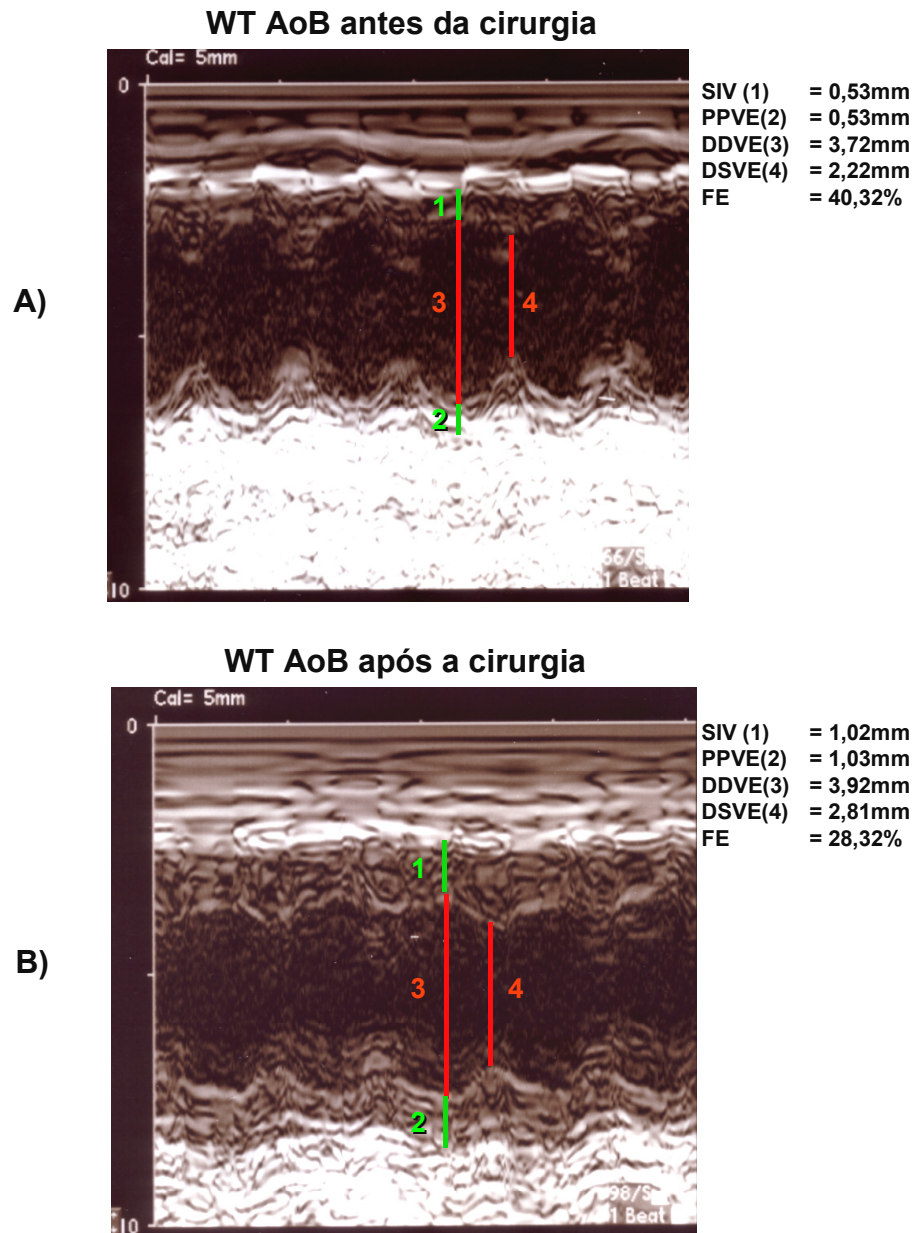 WT AoB antes da cirurgia
Cal= 5mm
0
SIV (1) = 0,53mm
PPVE(2) = 0,53mm
DDVE(3) = 3,72mm
DSVE(4) = 2,22mm
FE = 40,32%
1
3 4
A)
2
66/S
1 Beat
10
WT AoB após a cirurgia
Cal= 5mm
0
SIV (1) = 1,02mm
PPVE(2) = 1,03mm
DDVE(3) = 3,92mm
DSVE(4) = 2,81mm
FE = 28,32%
1
B)
3 4
2
98/S
1 Beat
10